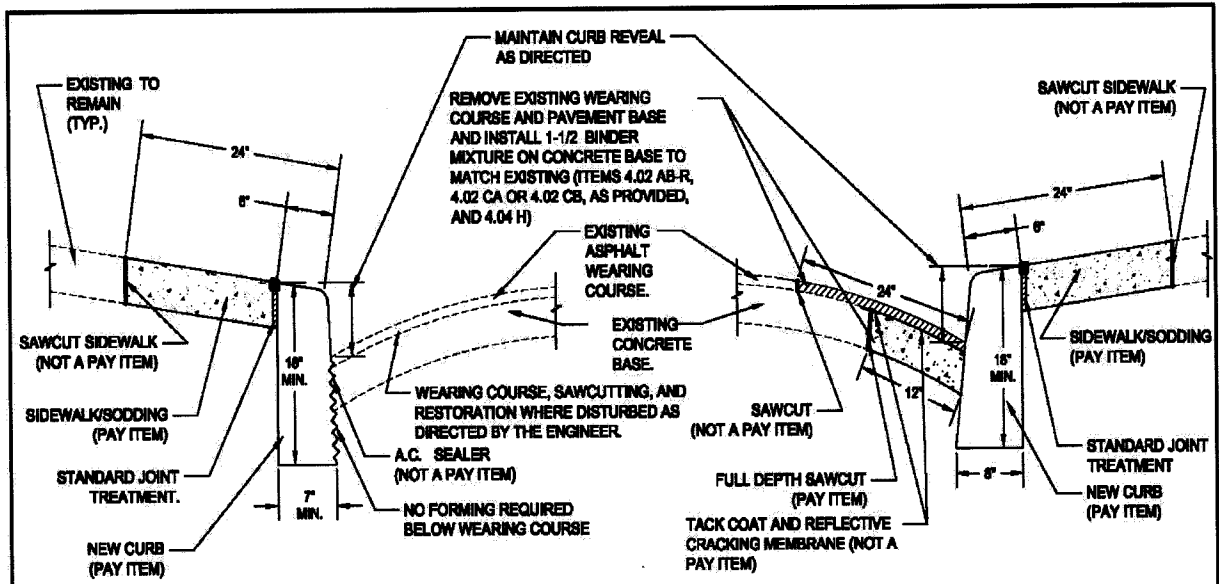 MAINTAIN CURB REVEAL
AS DIRECTED
EXISTING TO
REMAIN
(TYP.)
24"
6"
REMOVE EXISTING WEARING
COURSE AND PAVEMENT BASE
AND INSTALL 1-1/2 BINDER
MIXTURE ON CONCRETE BASE TO
MATCH EXISTING (ITEMS 4.02 AB-R,
4.02 CA OR 4.02 CB, AS PROVIDED,
AND 4.04 H)
SAWCUT SIDEWALK
(NOT A PAY ITEM)
24"
6"
EXISTING
ASPHALT
WEARING
COURSE.
EXISTING
CONCRETE
BASE.
24"
12"
SAWCUT SIDEWALK
(NOT A PAY ITEM)
18"
MIN.
SIDEWALK/SODDING
(PAY ITEM)
STANDARD JOINT
TREATMENT.
7"
MIN.
NEW CURB
(PAY ITEM)
WEARING COURSE, SAWCUTTING, AND
RESTORATION WHERE DISTURBED AS
DIRECTED BY THE ENGINEER.
A.C. SEALER
(NOT A PAY ITEM)
NO FORMING REQUIRED
BELOW WEARING COURSE
SAWCUT
(NOT A PAY ITEM)
FULL DEPTH SAWCUT
(PAY ITEM)
TACK COAT AND REFLECTIVE
CRACKING MEMBRANE (NOT A
PAY ITEM)
MIN.
8"
SIDEWALK/SODDING
(PAY ITEM)
STANDARD JOINT
TREATMENT
NEW CURB
(PAY ITEM)